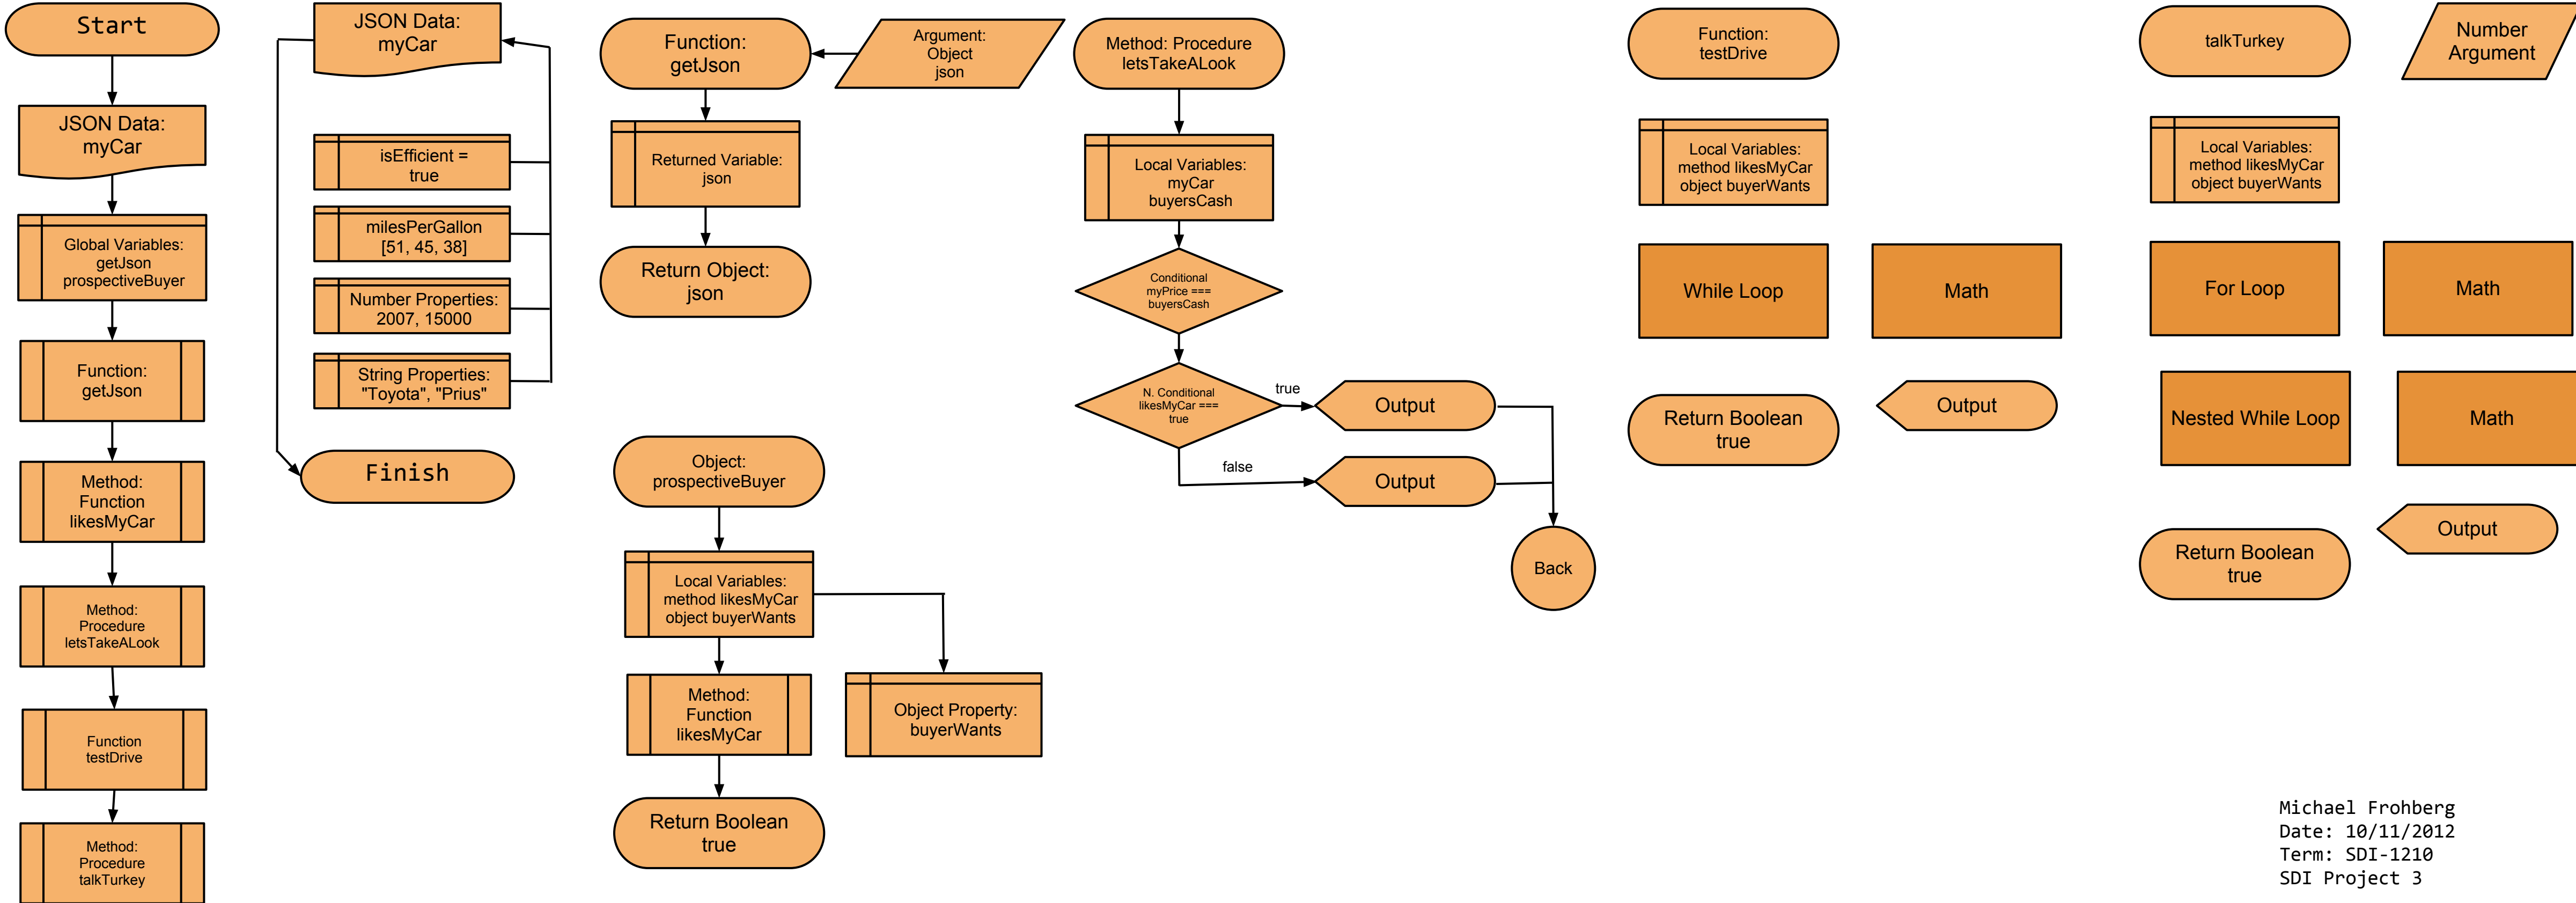 Start
JSON Data:
myCar
Global Variables:
getJson
prospectiveBuyer
Function:
getJson
Method:
Function
likesMyCar
Method:
Procedure
letsTakeALook
Function
testDrive
Method:
Procedure
talkTurkey
JSON Data:
myCar
isEfficient =
true
milesPerGallon
[51, 45, 38]
Number Properties:
2007, 15000
String Properties:
"Toyota", "Prius"
Finish
Function:
getJson
Argument:
Object
json
Returned Variable:
json
Return Object:
json
Object:
prospectiveBuyer
Local Variables:
method likesMyCar
object buyerWants
Method:
Function
likesMyCar
Object Property:
buyerWants
Return Boolean
true
Method: Procedure
letsTakeALook
Local Variables:
myCar
buyersCash
Conditional
myPrice ===
buyersCash
N. Conditional
likesMyCar ===
true
true
Output
false
Output
Back
Function:
testDrive
Local Variables:
method likesMyCar
object buyerWants
While Loop
Math
Return Boolean
true
Output
talkTurkey
Number
Argument
Local Variables:
method likesMyCar
object buyerWants
For Loop
Math
Nested While Loop
Math
Output
Return Boolean
true
Michael Frohberg
Date: 10/11/2012
Term: SDI-1210
SDI Project 3